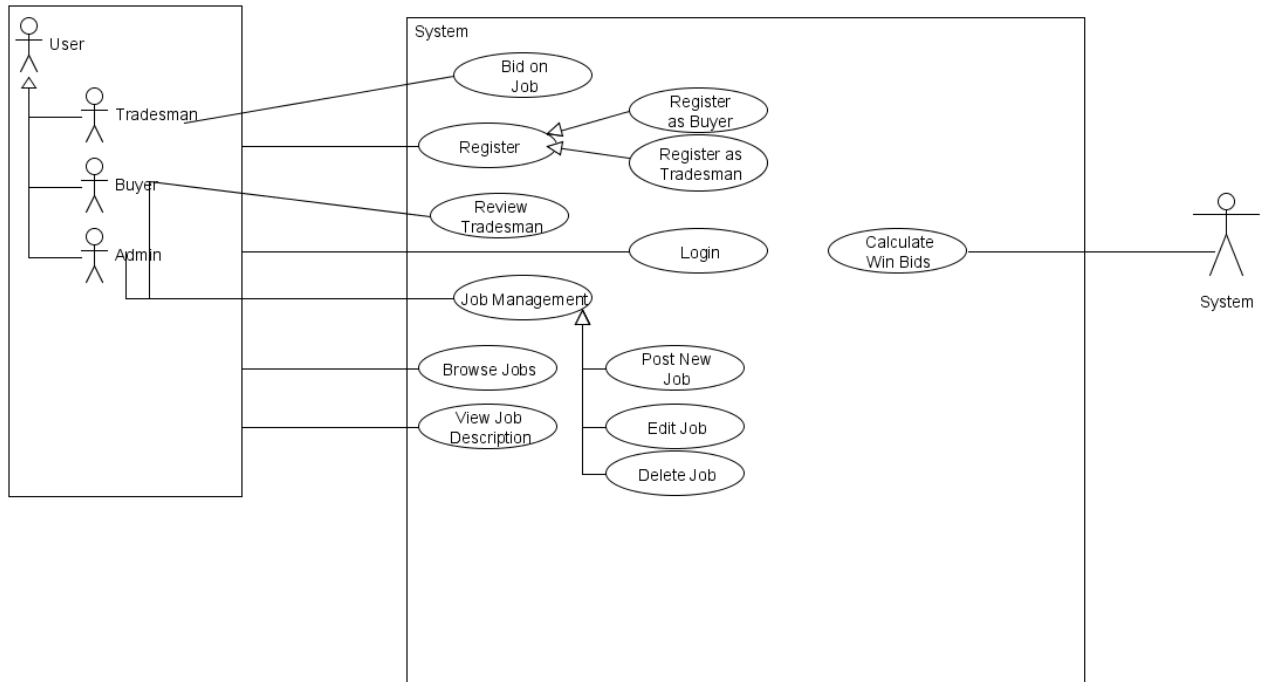 User
Tradesman
Buyer
Admin
System
Bid on
Job
Register
Register
as Buyer
Register as
Tradesman
Review
Tradesman
Login
Calculate
Win Bids
Job Management
Browse Jobs
Post New
Job
View Job
Description
Edit Job
Delete Job
System